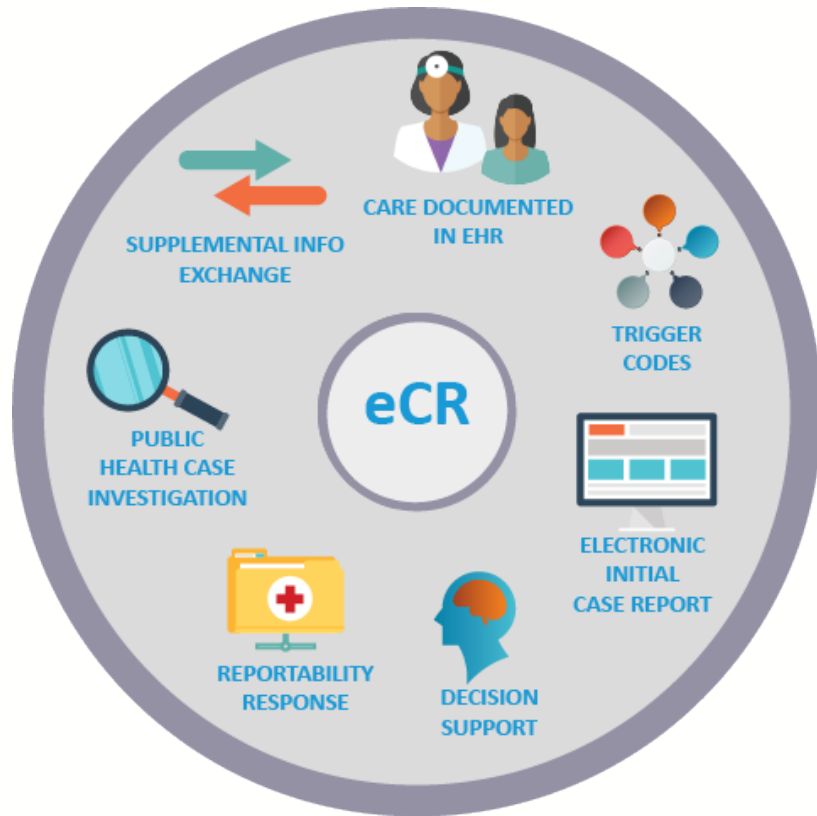 CARE DOCUMENTED
IN EHR
TRIGGER
CODES
ELECTRONIC
INITIAL
CASE REPORT
DECISION
SUPPORT
REPORTABILITY
RESPONSE
PUBLIC
HEALTH CASE
INVESTIGATION
SUPPLEMENTAL INFO
EXCHANGE
eCR